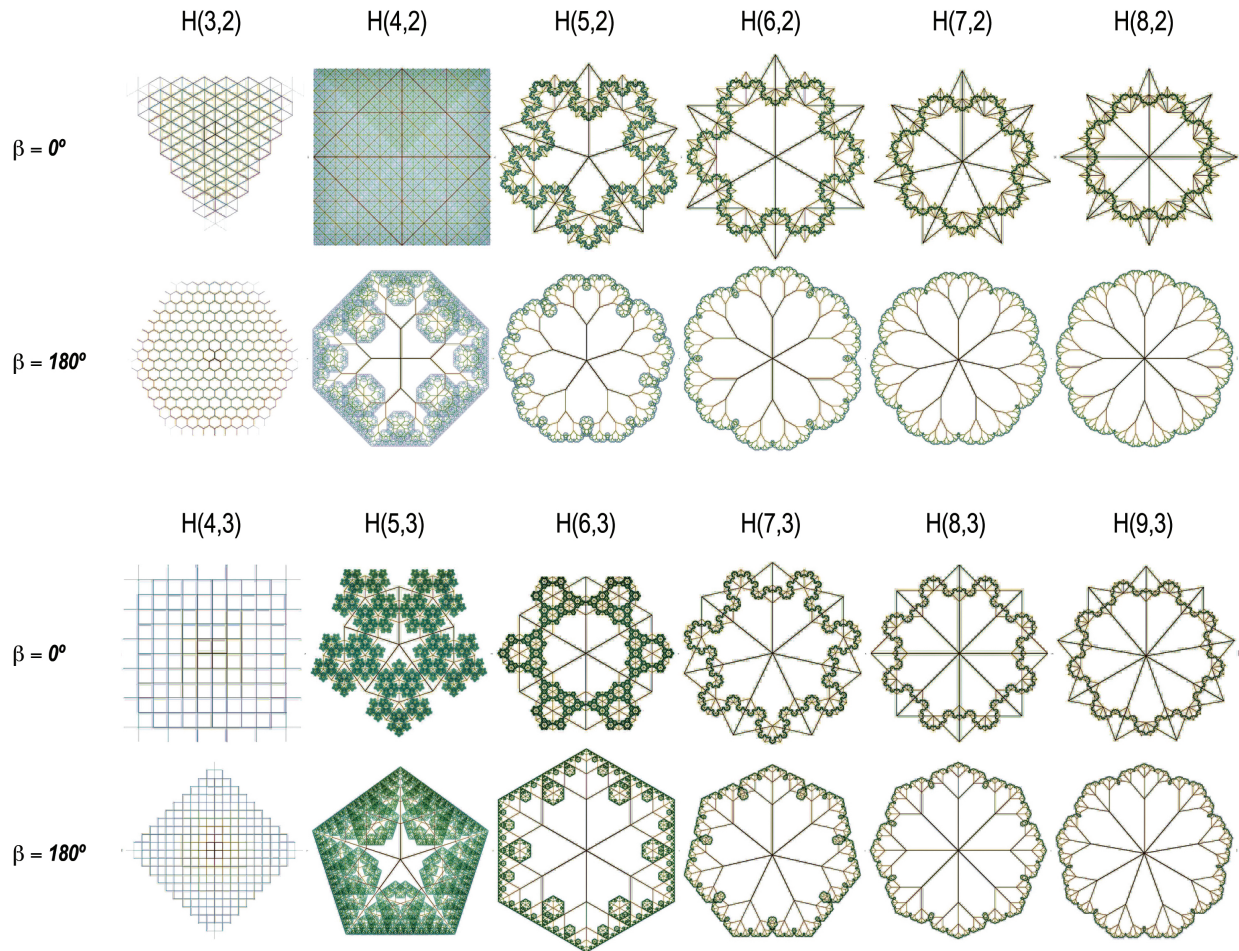 H(3,2) H(4,2) H(5,2) H(6,2) H(7,2) H(8,2)
β = 0º
β = 180º
H(4,3) H(5,3) H(6,3) H(7,3) H(8,3) H(9,3)
β = 0º
β = 180º